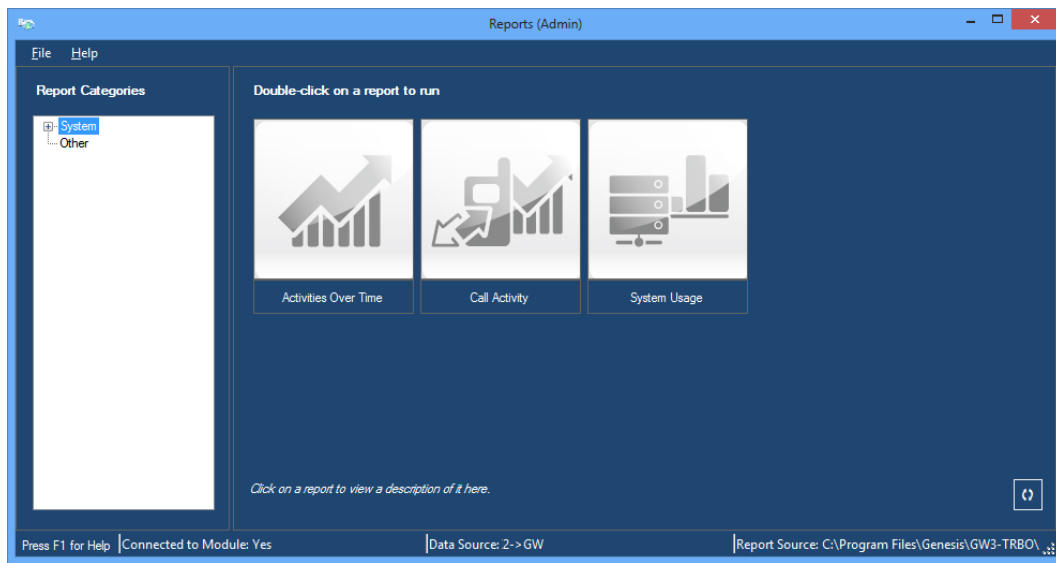 Reports (Admin)
File Help
Report Categories
Double-click on a report to run
System
Other
Activities Over Time
Call Activity
System Usage
Click on a report to view a description of it here.
Press F1 for Help Connected to Module: Yes Data Source: 2->GW Report Source: C:\Program Files\Genesis\GW3-TRBO\